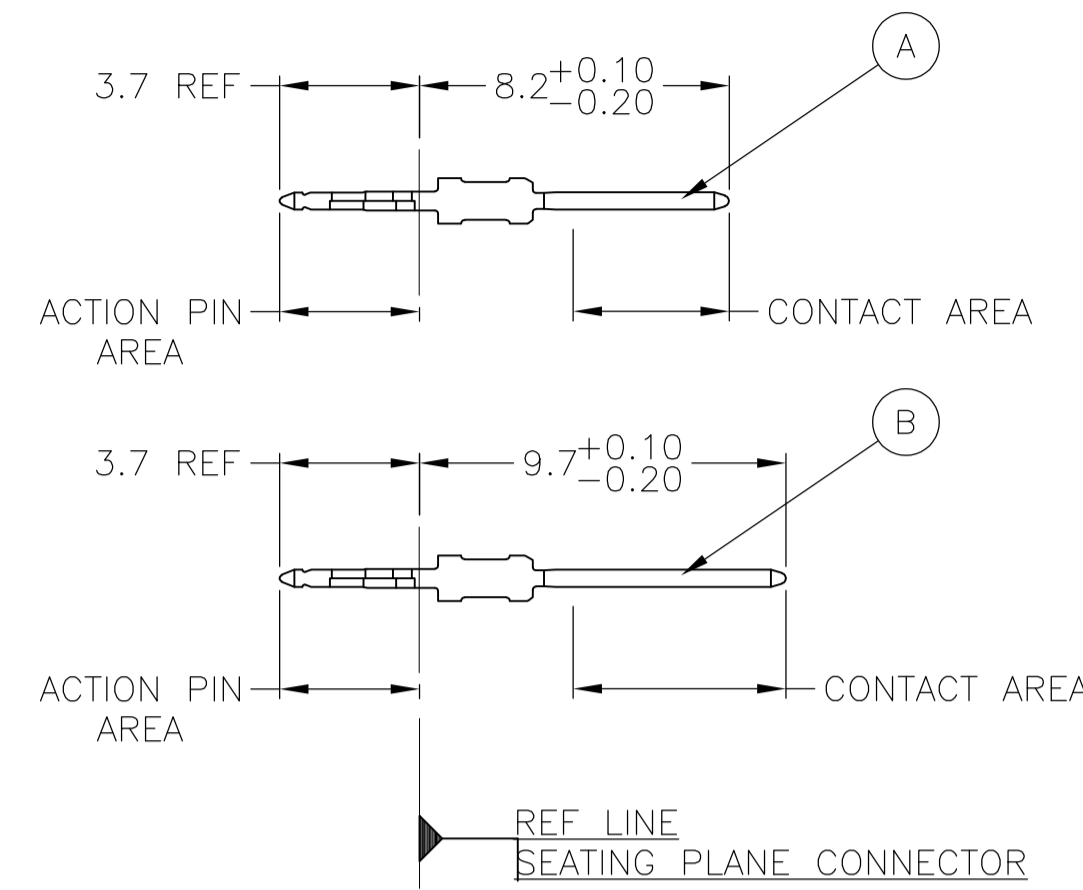 A
3.7 REF
8.2 +0.10 -0.20
ACTION PIN AREA
CONTACT AREA
B
3.7 REF
9.7 +0.10 -0.20
ACTION PIN AREA
CONTACT AREA
REF LINE
SEATING PLANE CONNECTOR